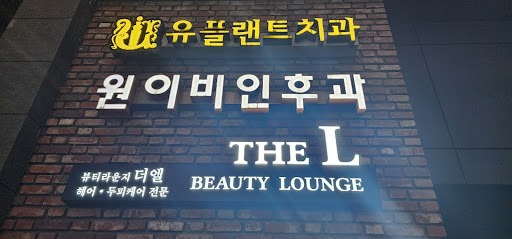 유플랜트치과
원이비인후과
THE L
뷰티라운지 더엘
BEAUTY LOUNGE
헤어 • 두피케어 전문